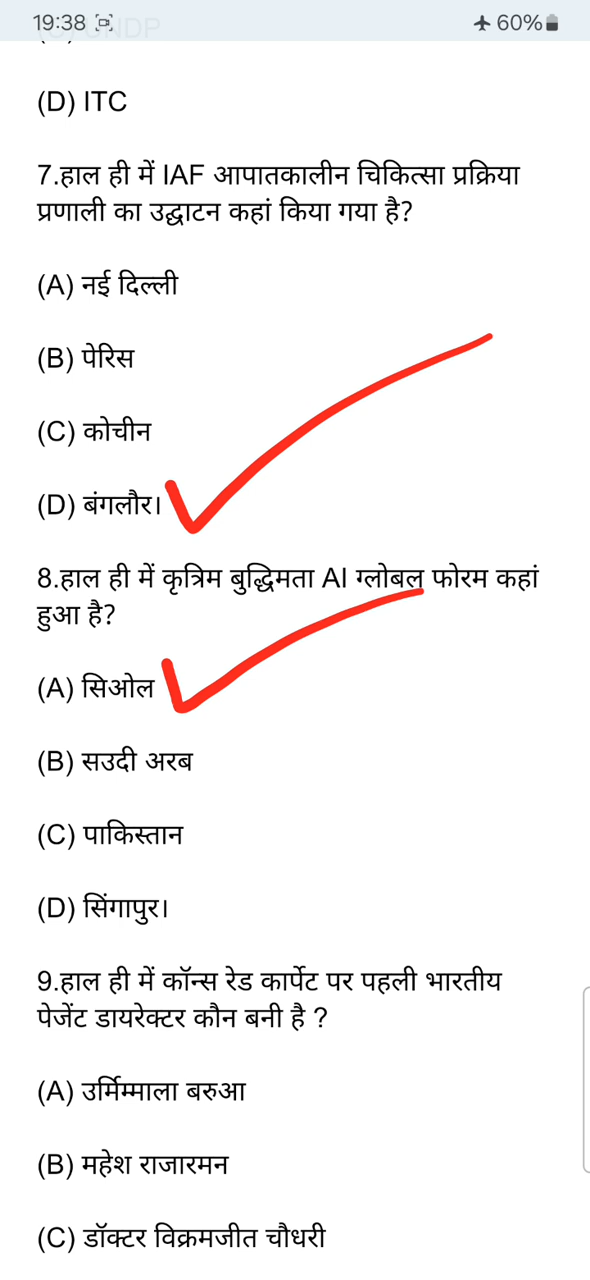 19:38
60%
UNDP
(D) ITC
7.हाल ही में IAF आपातकालीन चिकित्सा प्रक्रिया
प्रणाली का उद्घाटन कहां किया गया है?
(A) नई दिल्ली
(B) पेरिस
(C) कोचीन
(D) बंगलौर।
8.हाल ही में कृत्रिम बुद्धिमता AI ग्लोबल फोरम कहां
हुआ है?
(A) सिओल
(B) सउदी अरब
(C) पाकिस्तान
(D) सिंगापुर।
9.हाल ही में कॉन्स रेड कार्पेट पर पहली भारतीय
पेजेंट डायरेक्टर कौन बनी है ?
(A) उर्मिम्माला बरुआ
(B) महेश राजारमन
(C) डॉक्टर विक्रमजीत चौधरी